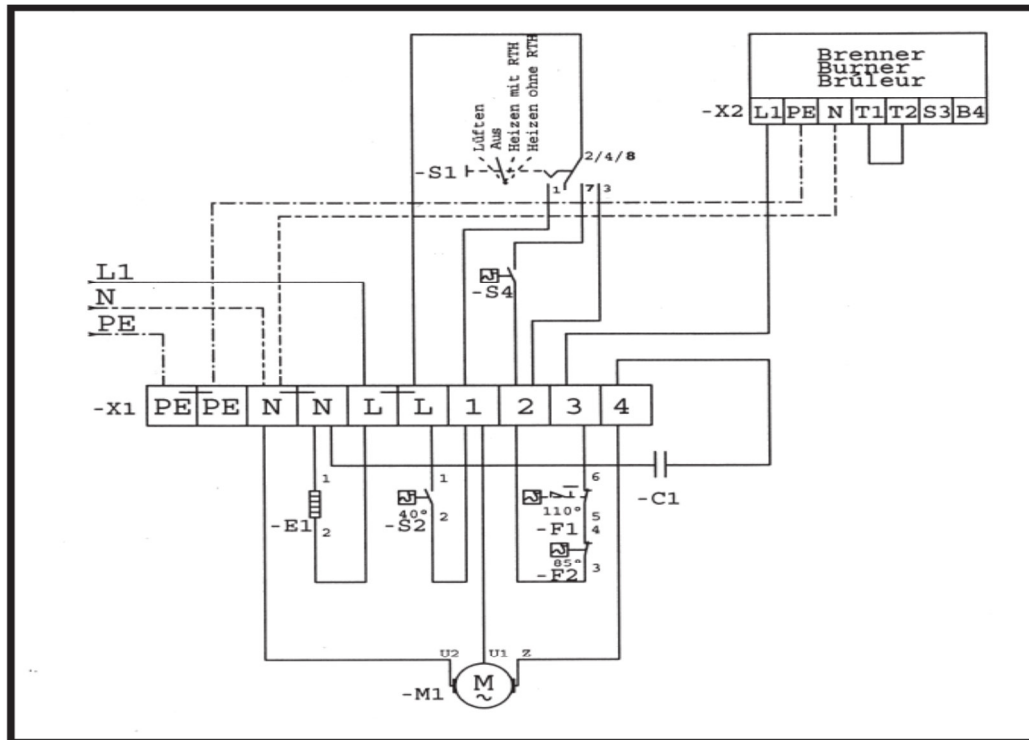 Brenner
Burner
Brûleur
-X2 L1 PE N T1 T2 S3 B4
Lüften
Aus
Heizen mit RTH
Heizen ohne RTH
-S1
2/4/8
1 7 3
-S4
L1
N
PE
-X1 PE PE N N L L 1 2 3 4
1
-E1
2
1
40°
-S2
2
6
110°
-F1
5
4
85°
-F2
3
-C1
U2 U1 Z
-M1
M
~